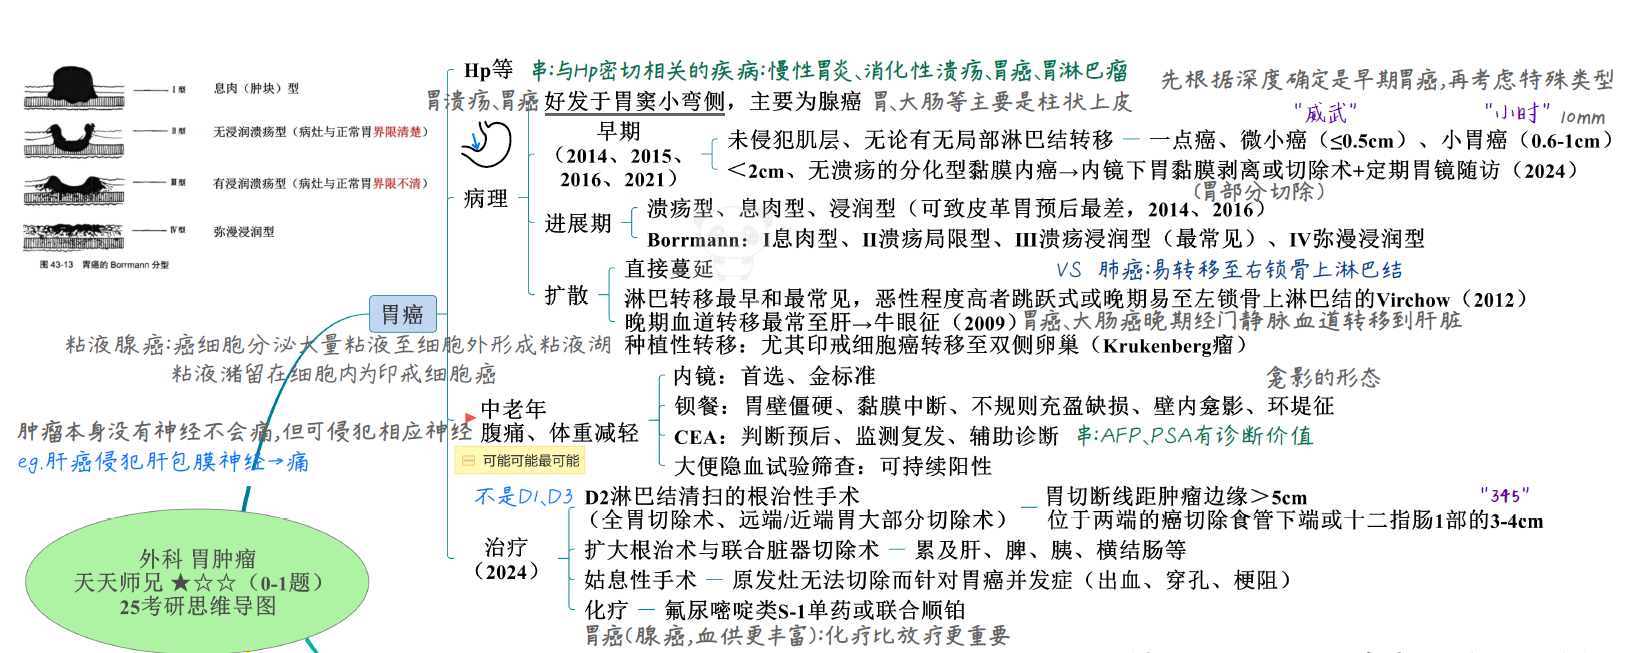 I型 息肉（肿块）型
II型 无浸润溃疡型（病灶与正常胃界限清楚）
III型 有浸润溃疡型（病灶与正常胃界限不清）
IV型 弥漫浸润型
图 43-13 胃癌的 Borrmann 分型
胃癌
Hp等 串:与Hp密切相关的疾病:慢性胃炎、消化性溃疡、胃癌、胃淋巴瘤
病理
胃溃疡、胃癌 好发于胃窦小弯侧，主要为腺癌 胃、大肠等主要是柱状上皮
先根据深度确定是早期胃癌,再考虑特殊类型
"威武" "小时" 10mm
早期
（2014、2015、
2016、2021）
未侵犯肌层、无论有无局部淋巴结转移 一点癌、微小癌（≤0.5cm）、小胃癌（0.6-1cm）
＜2cm、无溃疡的分化型黏膜内癌→内镜下胃黏膜剥离或切除术+定期胃镜随访（2024）
(胃部分切除)
进展期
溃疡型、息肉型、浸润型（可致皮革胃预后最差，2014、2016）
Borrmann：I息肉型、II溃疡局限型、III溃疡浸润型（最常见）、IV弥漫浸润型
扩散
直接蔓延
VS 肺癌:易转移至右锁骨上淋巴结
淋巴转移最早和最常见，恶性程度高者跳跃式或晚期易至左锁骨上淋巴结的Virchow（2012）
晚期血道转移最常至肝→牛眼征（2009）胃癌、大肠癌晚期经门静脉血道转移到肝脏
种植性转移：尤其印戒细胞癌转移至双侧卵巢（Krukenberg瘤）
粘液腺癌:癌细胞分泌大量粘液至细胞外形成粘液湖
粘液潴留在细胞内为印戒细胞癌
中老年
腹痛、体重减轻
可能可能最可能
肿瘤本身没有神经不会痛,但可侵犯相应神经
eg.肝癌侵犯肝包膜神经→痛
内镜：首选、金标准
龛影的形态
钡餐：胃壁僵硬、黏膜中断、不规则充盈缺损、壁内龛影、环堤征
CEA：判断预后、监测复发、辅助诊断 串:AFP、PSA有诊断价值
大便隐血试验筛查：可持续阳性
治疗
（2024）
不是D1、D3 D2淋巴结清扫的根治性手术
（全胃切除术、远端/近端胃大部分切除术）
胃切断线距肿瘤边缘＞5cm "345"
位于两端的癌切除食管下端或十二指肠1部的3-4cm
扩大根治术与联合脏器切除术 累及肝、脾、胰、横结肠等
姑息性手术 原发灶无法切除而针对胃癌并发症（出血、穿孔、梗阻）
化疗 氟尿嘧啶类S-1单药或联合顺铂
胃癌(腺癌,血供更丰富):化疗比放疗更重要
外科 胃肿瘤
天天师兄 ★☆☆（0-1题）
25考研思维导图